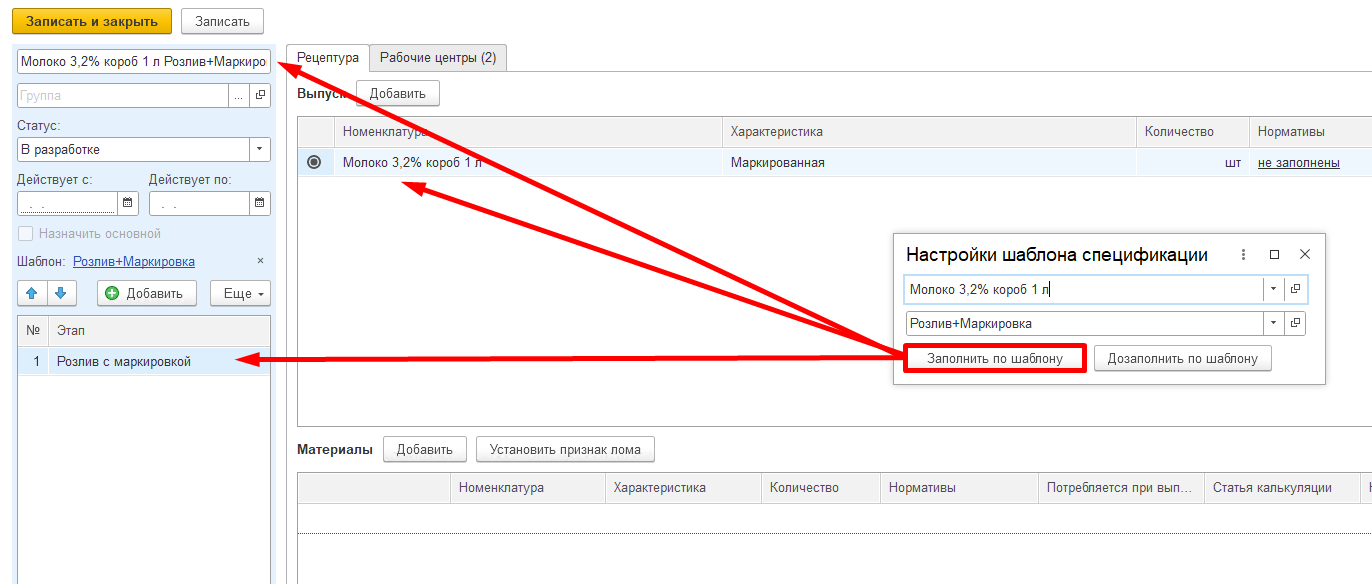 Записать и закрыть
Записать
Молоко 3,2% короб 1 л Розлив+Маркиро
Группа
...
Статус:
В разработке
Действует с:
Действует по:
. .
. .
Назначить основной
Шаблон: Розлив+Маркировка ×
Добавить
Еще
№ Этап
1 Розлив с маркировкой
Рецептура
Рабочие центры (2)
Выпуск
Добавить
Номенклатура Характеристика Количество Нормативы
Молоко 3,2% короб 1 л Маркированная шт не заполнены
Настройки шаблона спецификации
Молоко 3,2% короб 1 л
Розлив+Маркировка
Заполнить по шаблону
Дозаполнить по шаблону
Материалы
Добавить
Установить признак лома
Номенклатура Характеристика Количество Нормативы Потребляется при вып... Статья калькуляции